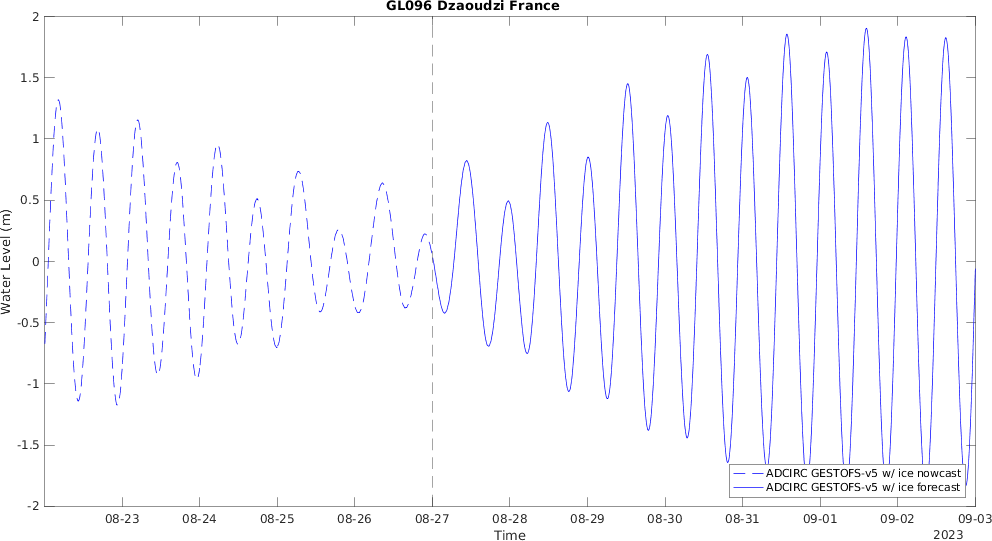 GL096 Dzaoudzi France
Water Level (m)
2
1.5
1
0.5
0
-0.5
-1
-1.5
-2
ADCIRC GESTOFS-v5 w/ ice nowcast
ADCIRC GESTOFS-v5 w/ ice forecast
08-23 08-24 08-25 08-26 08-27 08-28 08-29 08-30 08-31 09-01 09-02 09-03
Time
2023